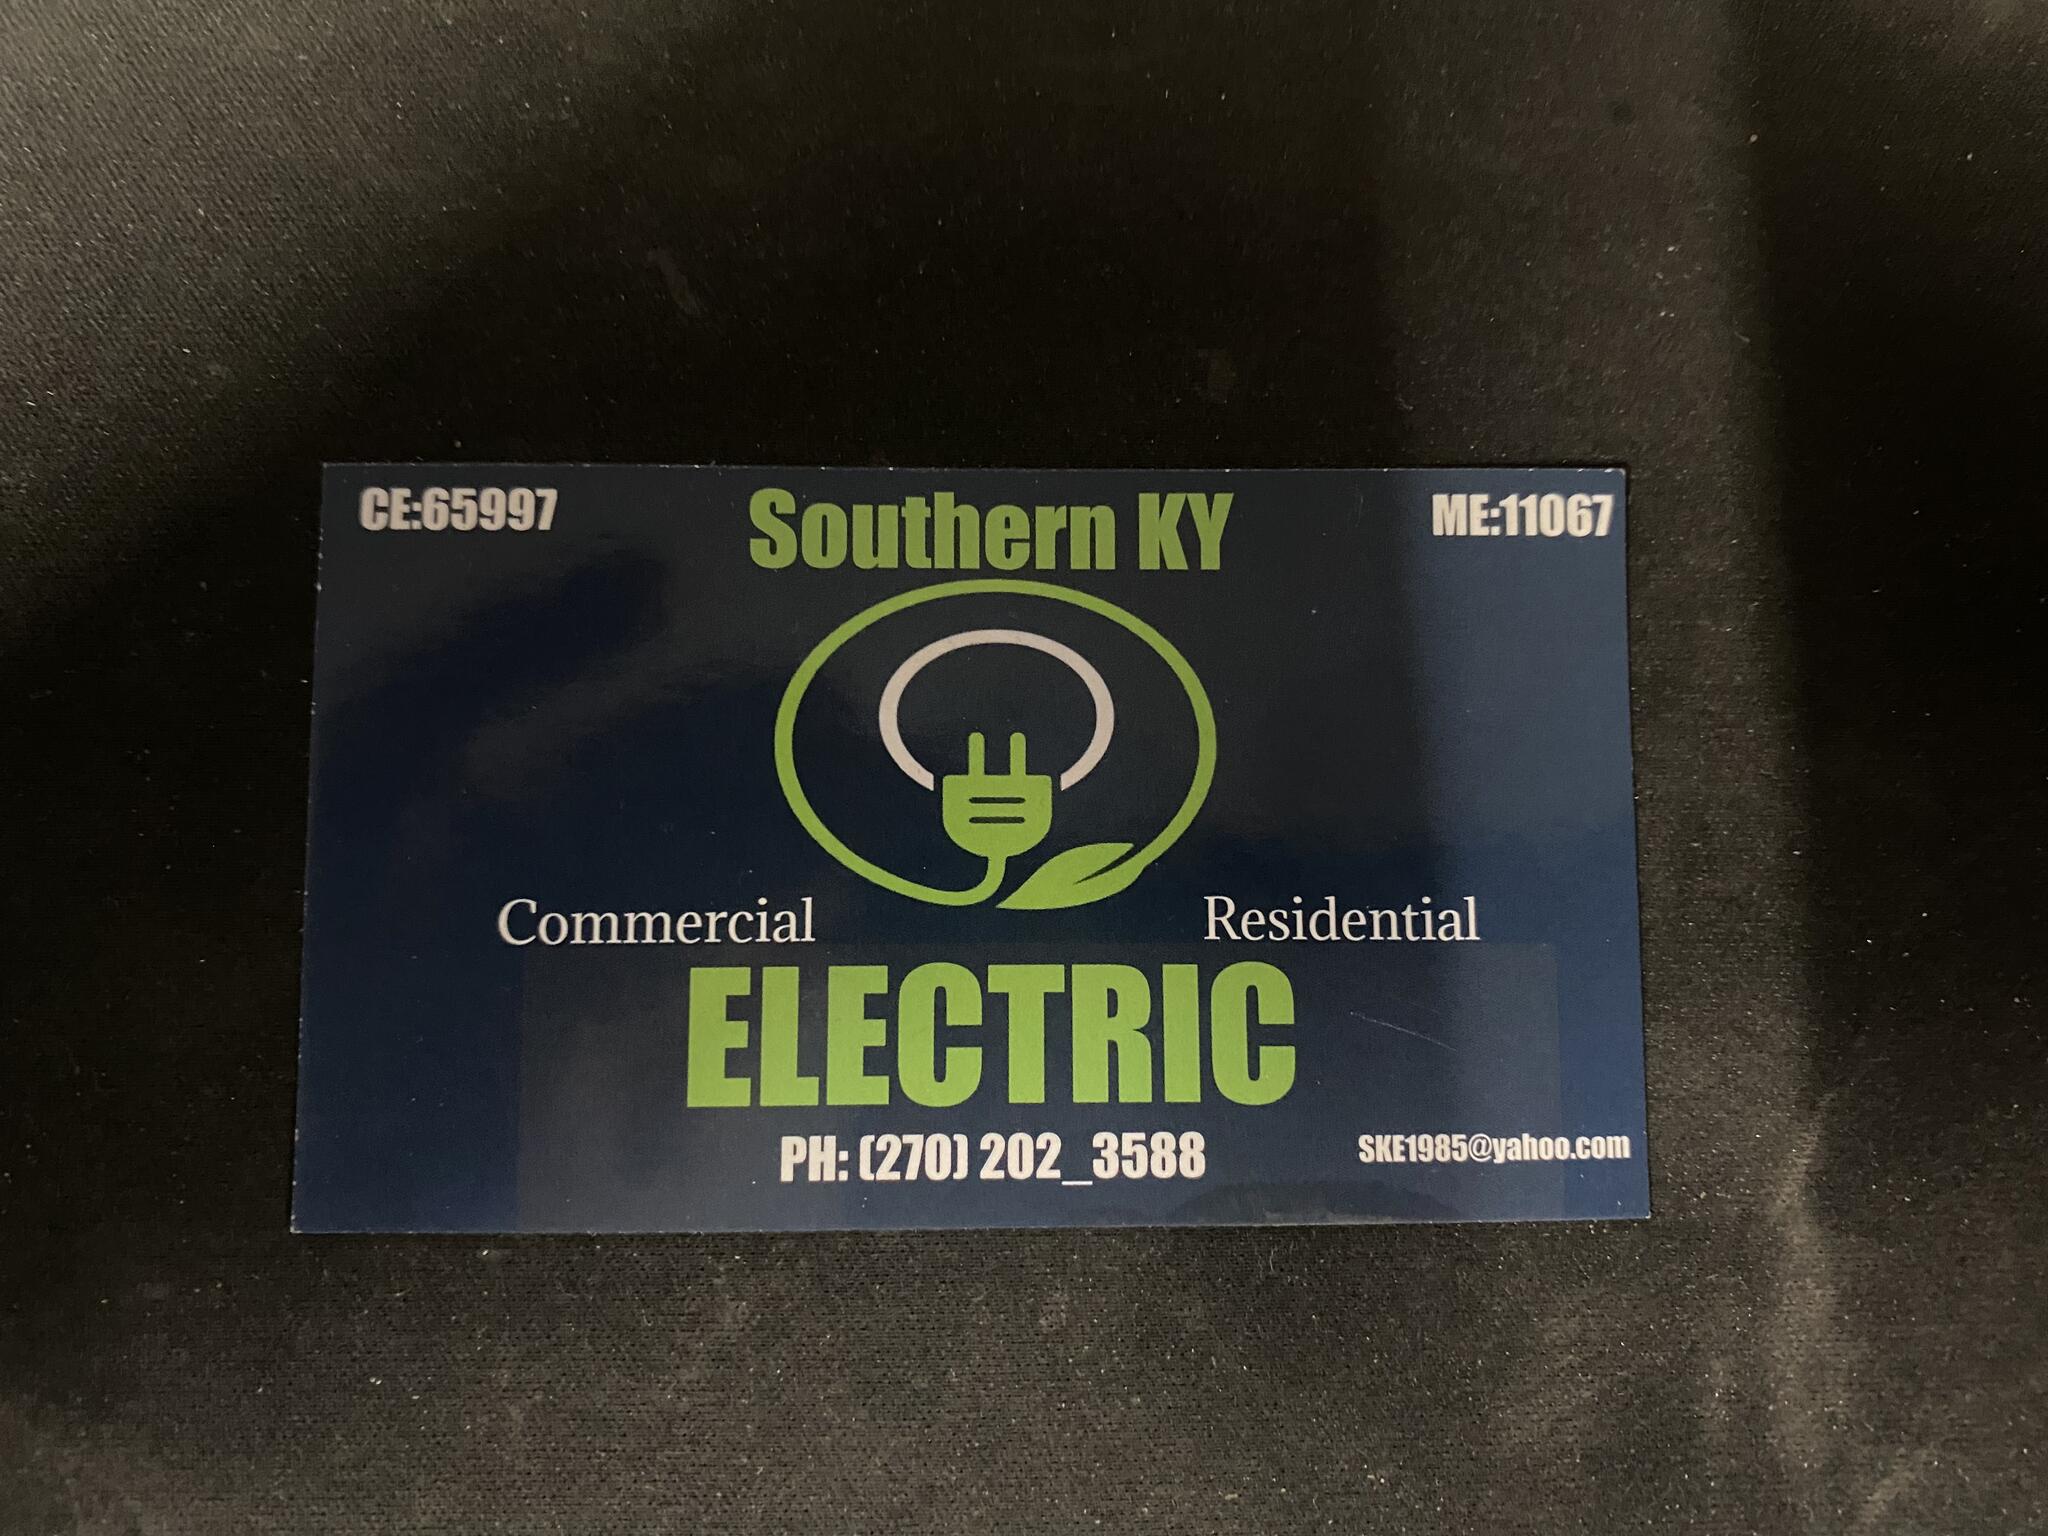 CE:65997
Southern KY
ME:11067
Commercial
Residential
ELECTRIC
PH: (270) 202_3588
SKE1985@yahoo.com